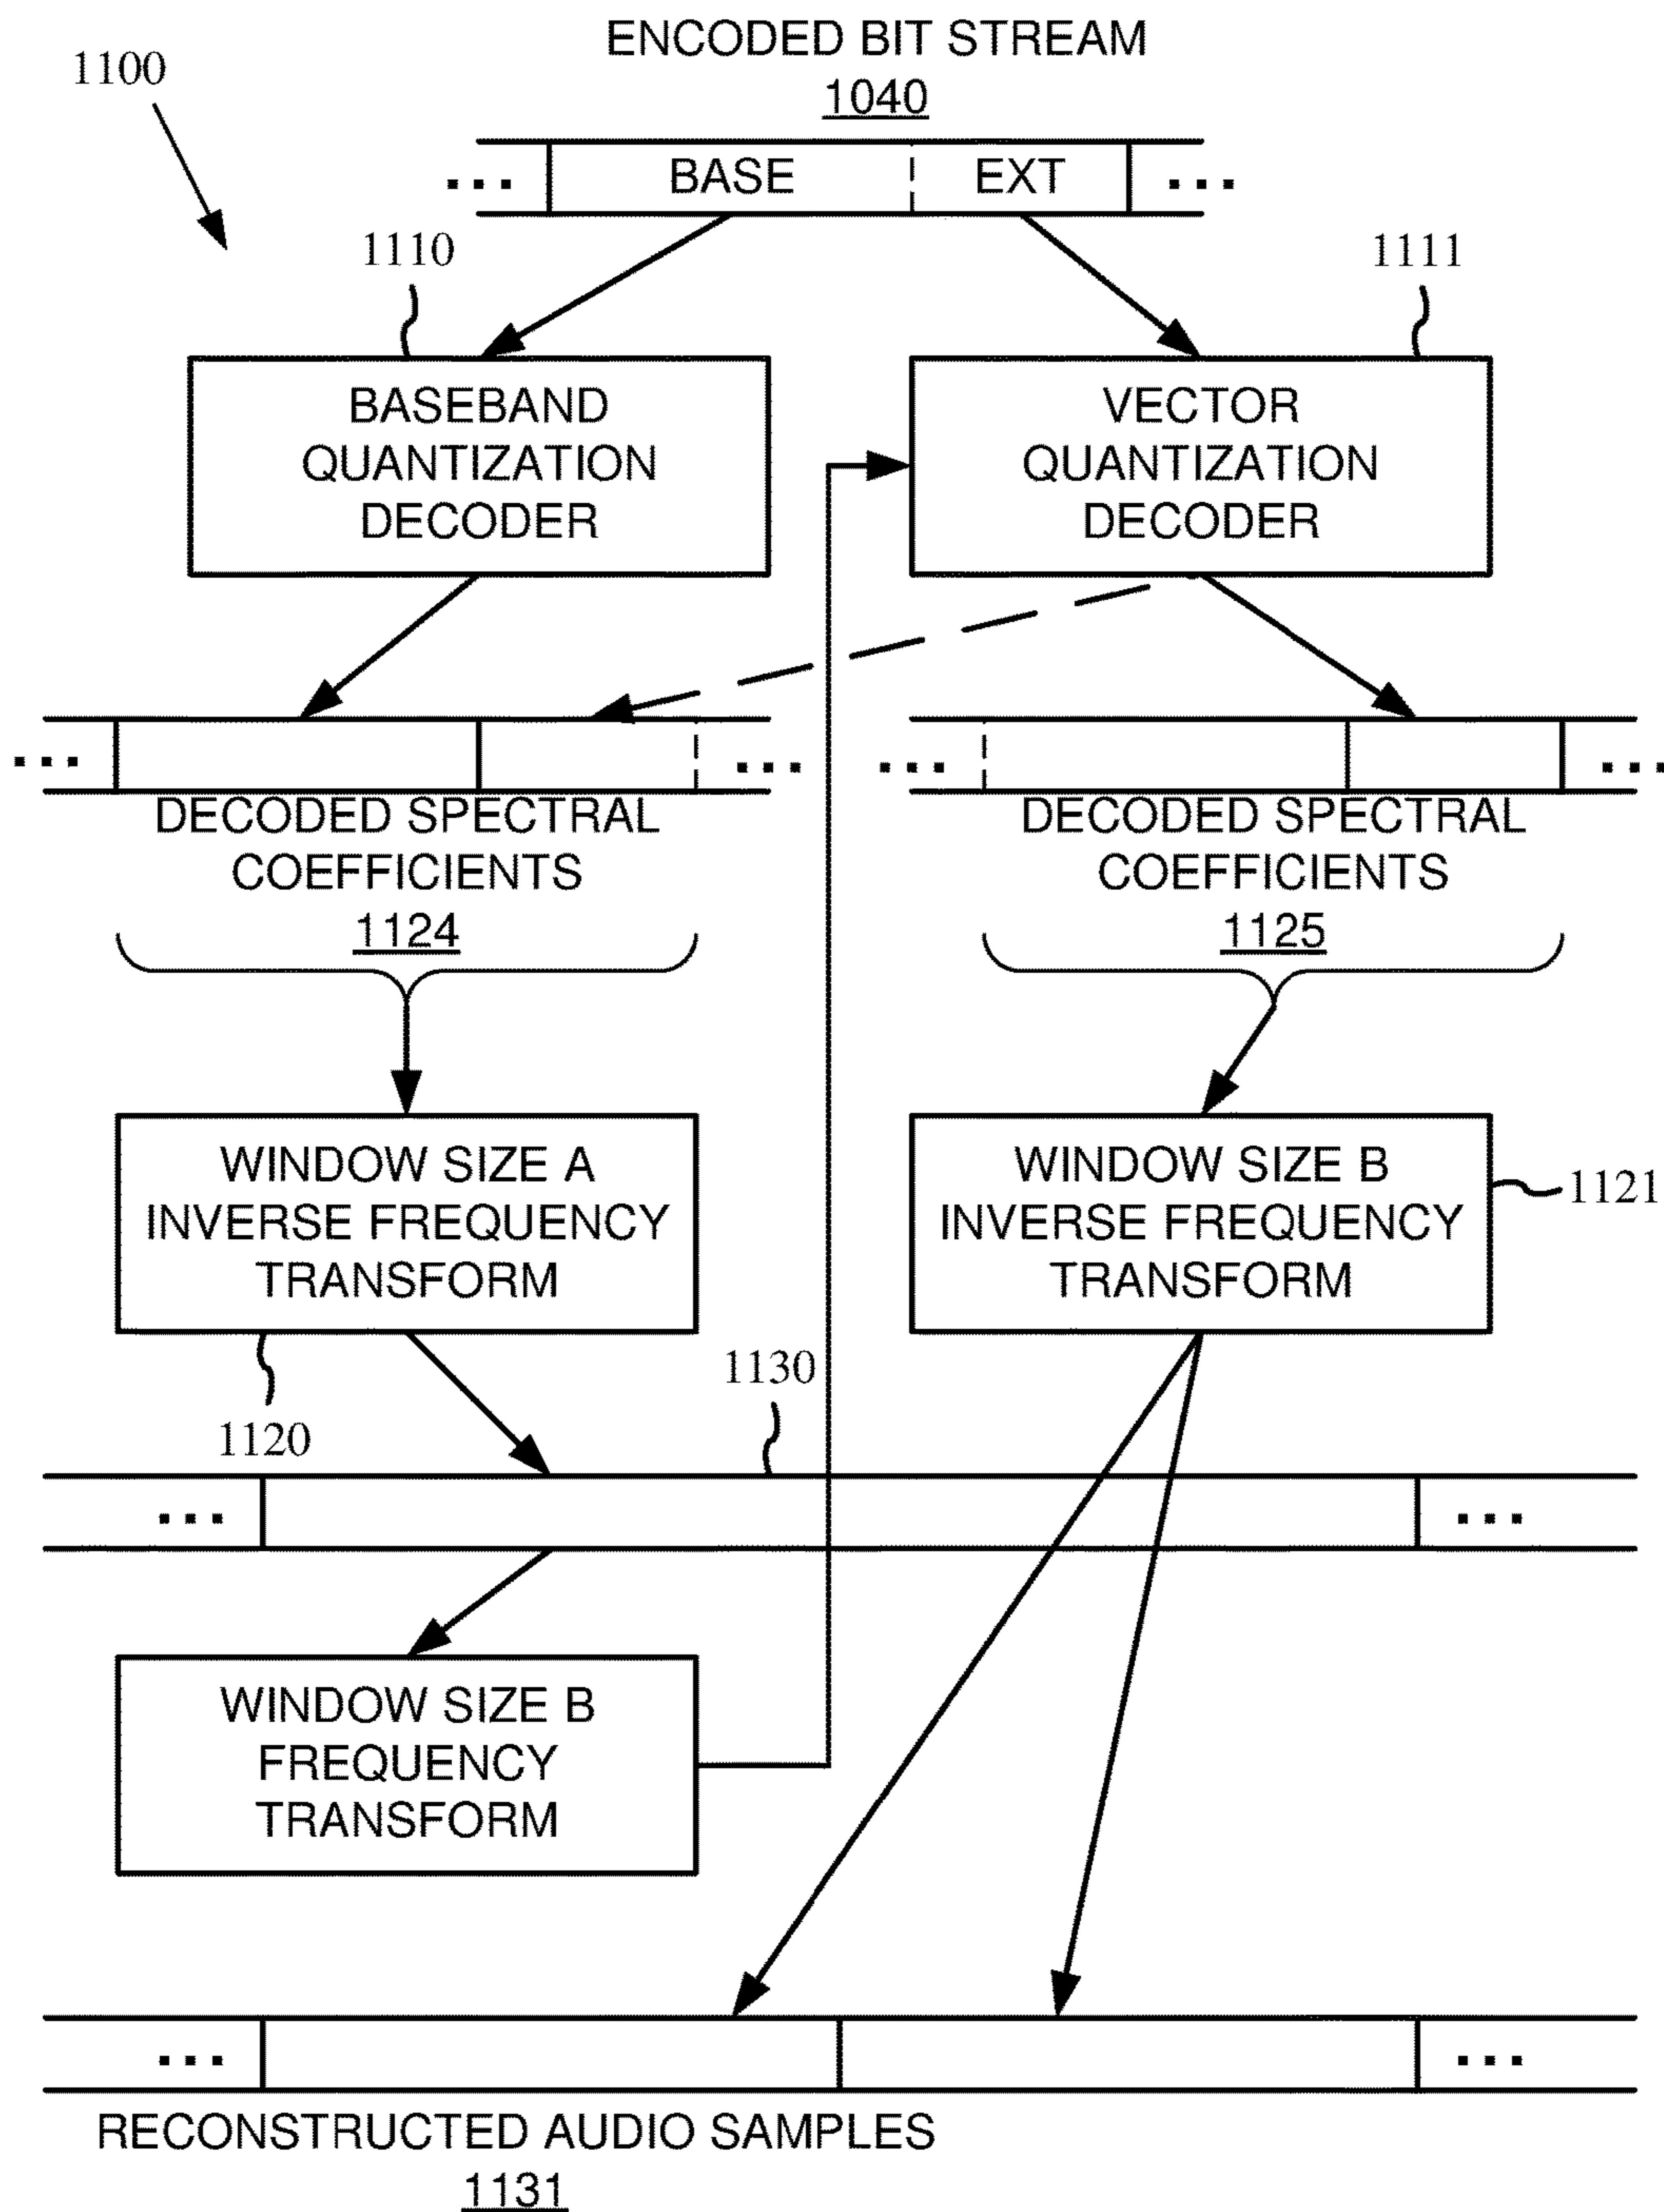 ENCODED BIT STREAM
1100
1040
... BASE EXT ...
1110
1111
BASEBAND
QUANTIZATION
DECODER
VECTOR
QUANTIZATION
DECODER
... ...
... ...
DECODED SPECTRAL
COEFFICIENTS
1124
DECODED SPECTRAL
COEFFICIENTS
1125
WINDOW SIZE A
INVERSE FREQUENCY
TRANSFORM
WINDOW SIZE B
INVERSE FREQUENCY
TRANSFORM
1121
1120
1130
... ...
WINDOW SIZE B
FREQUENCY
TRANSFORM
... ...
RECONSTRUCTED AUDIO SAMPLES
1131